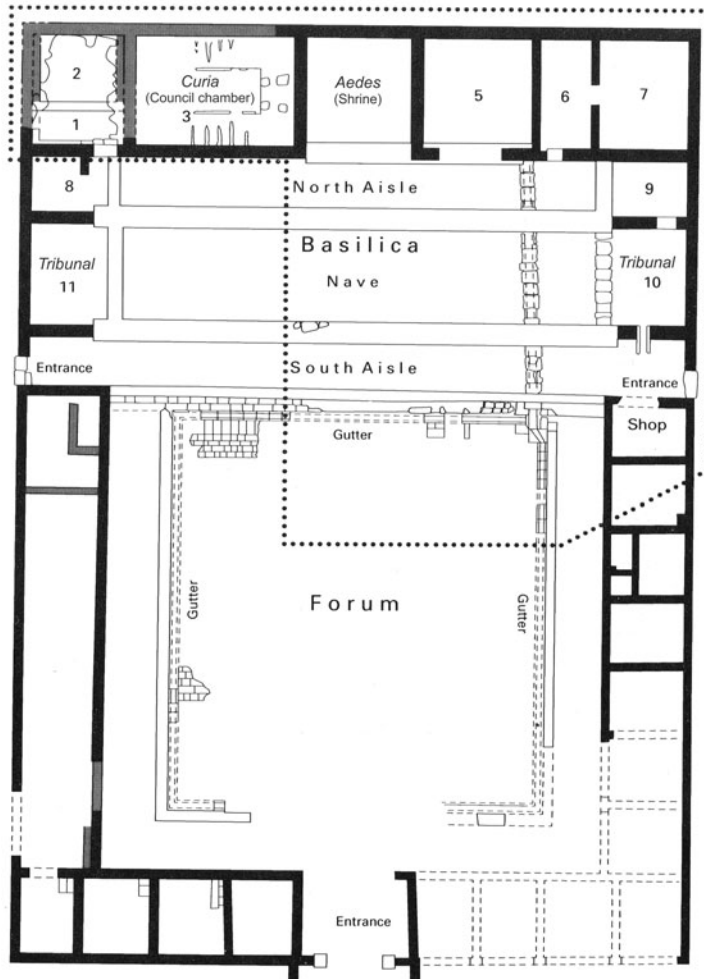 2
Curia
(Council chamber)
3
Aedes
(Shrine)
5
6
7
1
8
North Aisle
9
Basilica
Tribunal
11
Nave
Tribunal
10
Entrance
South Aisle
Entrance
Shop
Gutter
Gutter
Forum
Gutter
Entrance